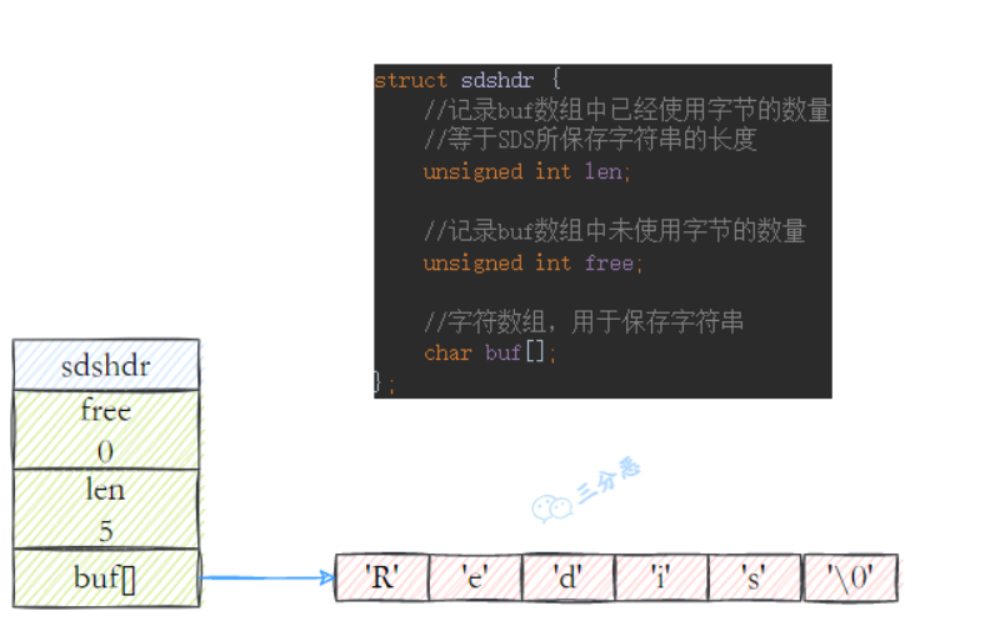 struct sdshdr {
//记录buf数组中已经使用字节的数量
//等于SDS所保存字符串的长度
unsigned int len;
//记录buf数组中未使用字节的数量
unsigned int free;
//字符数组，用于保存字符串
char buf[];
};
sdshdr
free
0
len
5
buf[]
'R' 'e' 'd' 'i' 's' '\0'
三分恶